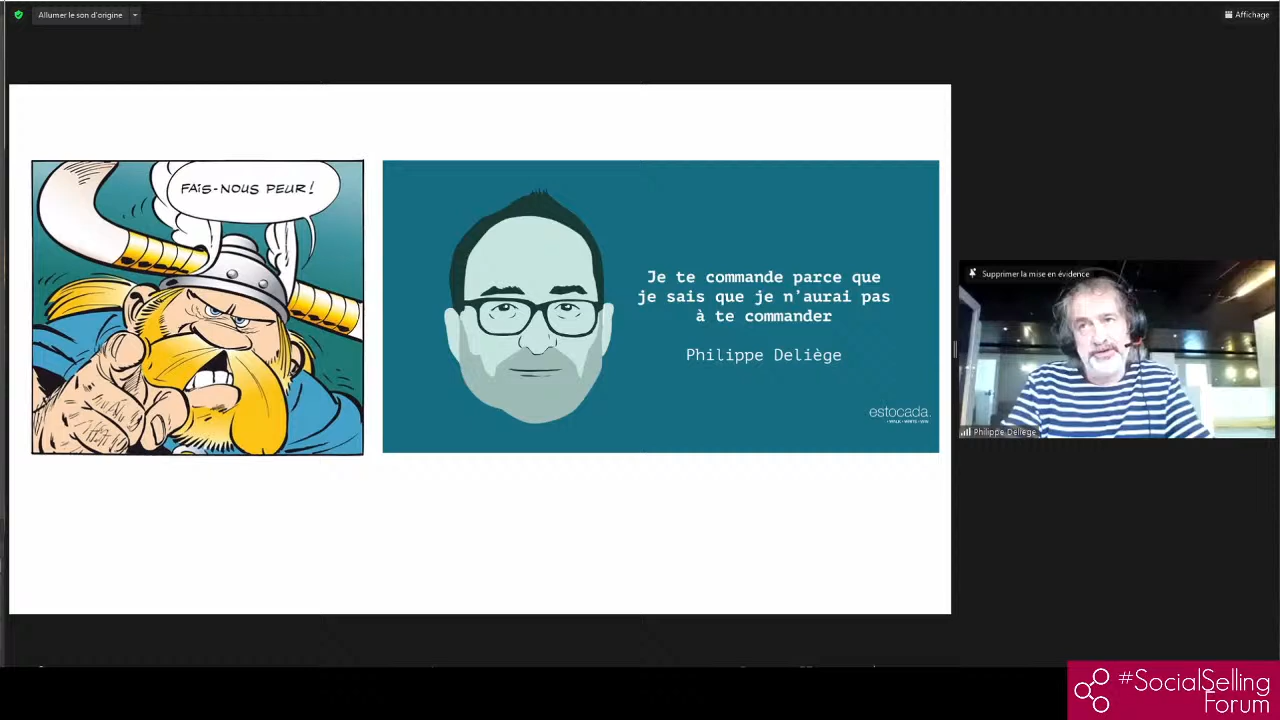 Allumer le son d'origine
Affichage
FAIS-NOUS PEUR!
Je te commande parce que
je sais que je n'aurai pas
à te commander
Philippe Deliège
estocada.
Supprimer la mise en évidence
Philippe Deliège
#SocialSelling
Forum